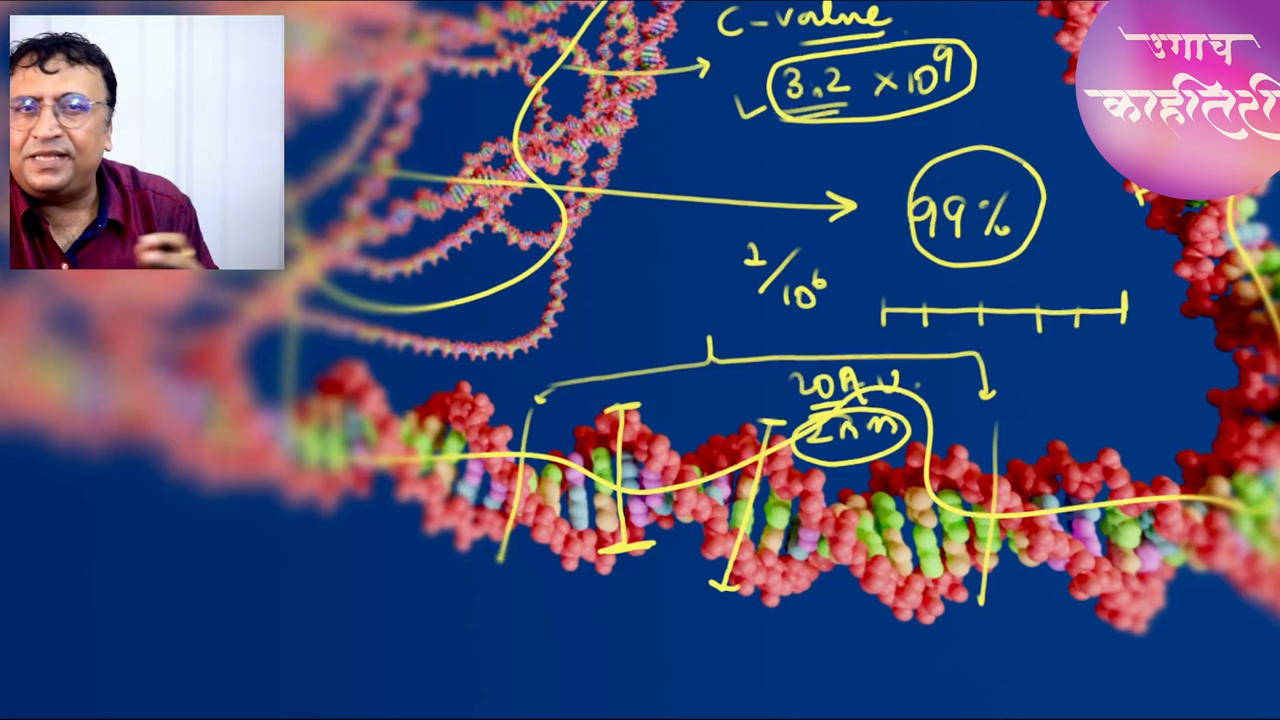 C-value
3.2 × 10⁹
99%
1/10⁶
20A.u.
2nm
उगाच
काहीतरी